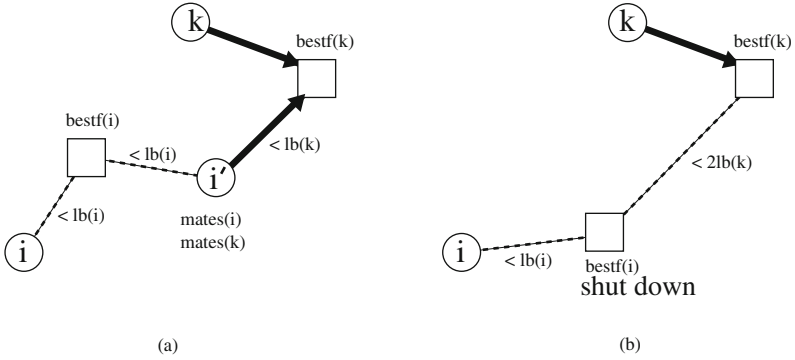 k
bestf(k)
bestf(i)
< lb(i)
< lb(k)
i′
< lb(i)
mates(i)
mates(k)
i
(a)
k
bestf(k)
< 2lb(k)
i
< lb(i)
bestf(i)
shut down
(b)